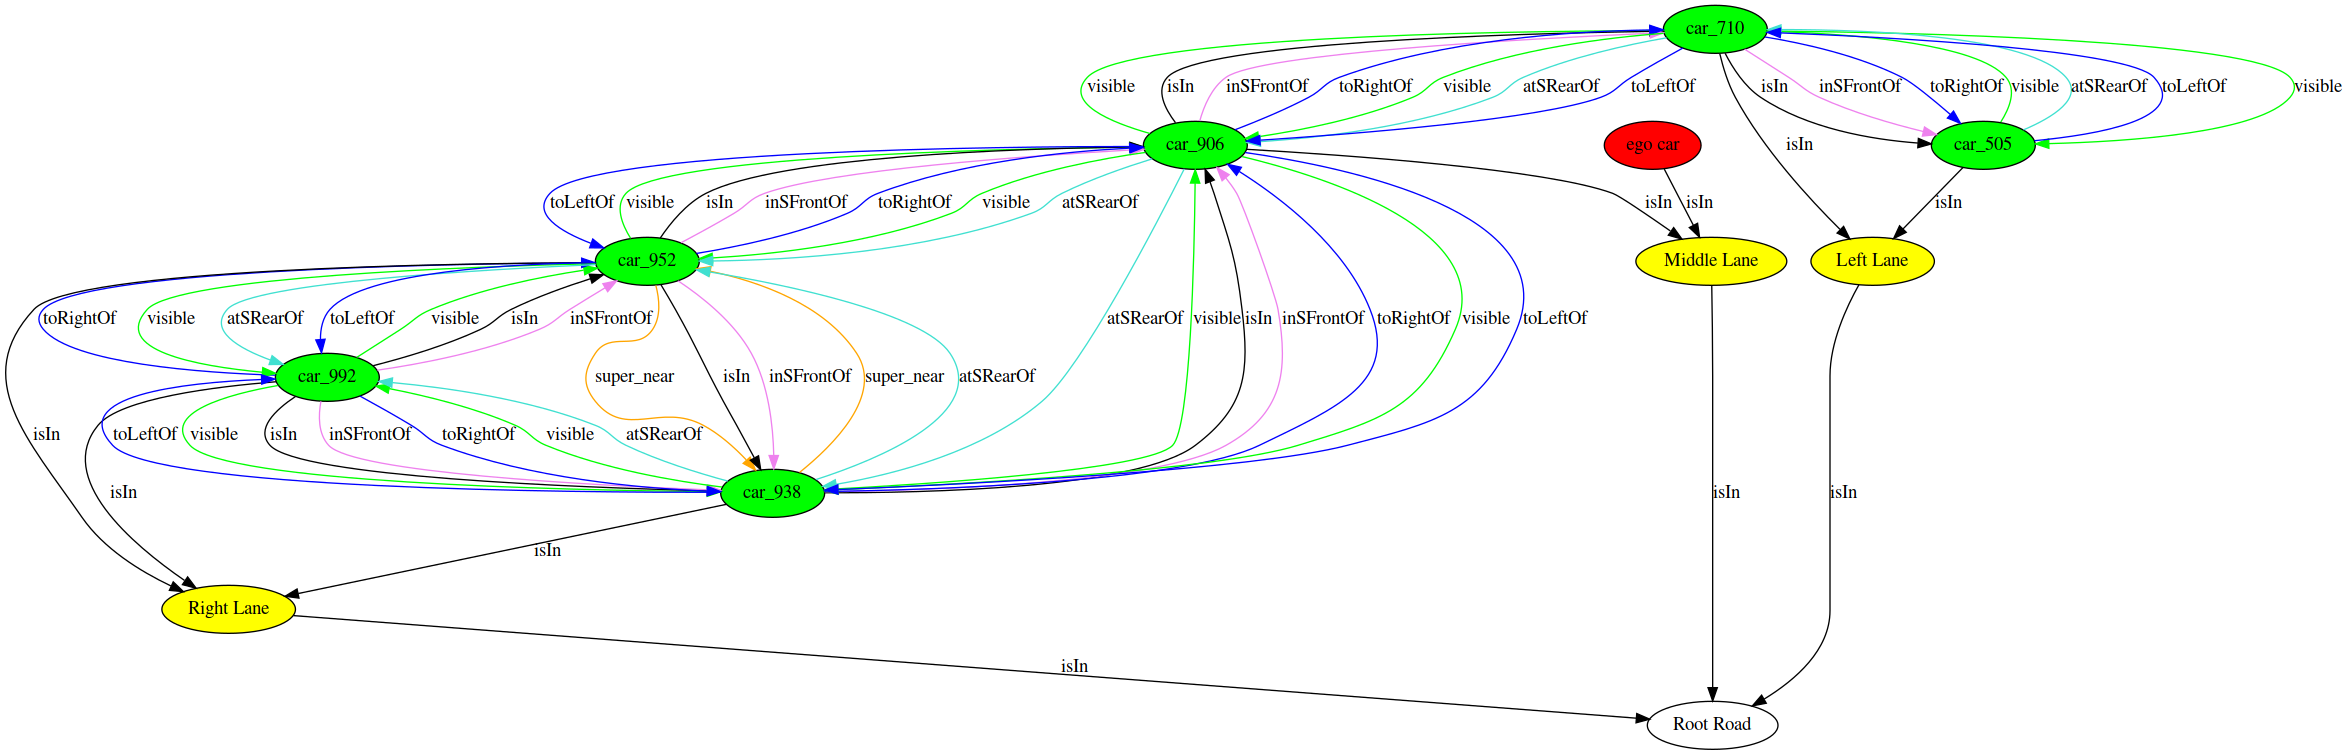 car_710
visible
isIn
inSFrontOf
toRightOf
visible
atSRearOf
toLeftOf
isIn
inSFrontOf
toRightOf
visible
atSRearOf
toLeftOf
visible
car_906
ego car
isIn
car_505
toLeftOf
visible
isIn
inSFrontOf
toRightOf
visible
atSRearOf
isIn
isIn
isIn
car_952
Middle Lane
Left Lane
toRightOf
visible
atSRearOf
toLeftOf
visible
isIn
inSFrontOf
atSRearOf
visible
isIn
inSFrontOf
toRightOf
visible
toLeftOf
car_992
super_near
isIn
inSFrontOf
super_near
atSRearOf
isIn
toLeftOf
visible
isIn
inSFrontOf
toRightOf
visible
atSRearOf
isIn
car_938
isIn
isIn
isIn
Right Lane
isIn
Root Road